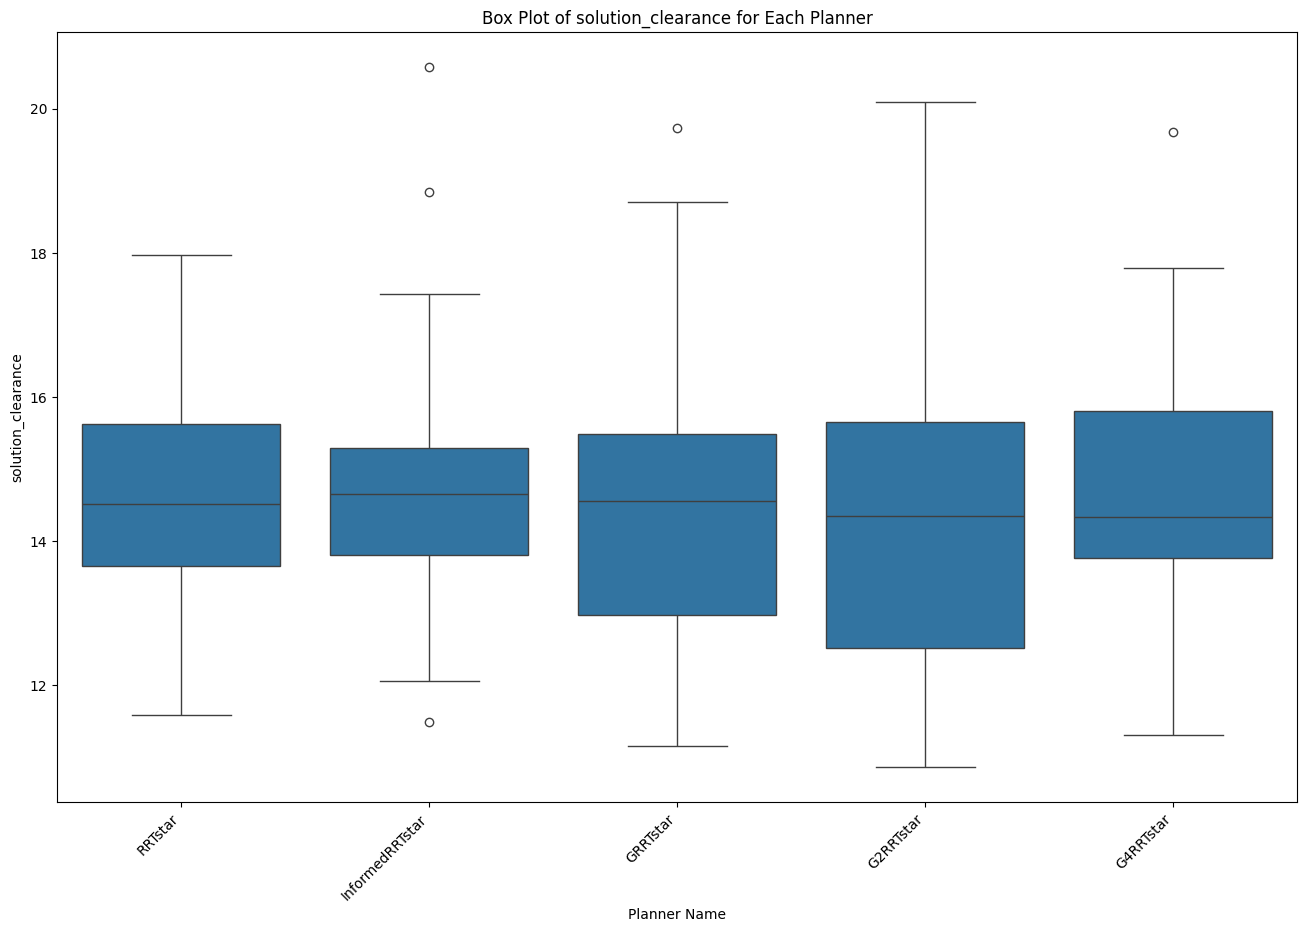 Box Plot of solution_clearance for Each Planner
solution_clearance
20
18
16
14
12
RRTstar
InformedRRTstar
GRRTstar
G2RRTstar
G4RRTstar
Planner Name